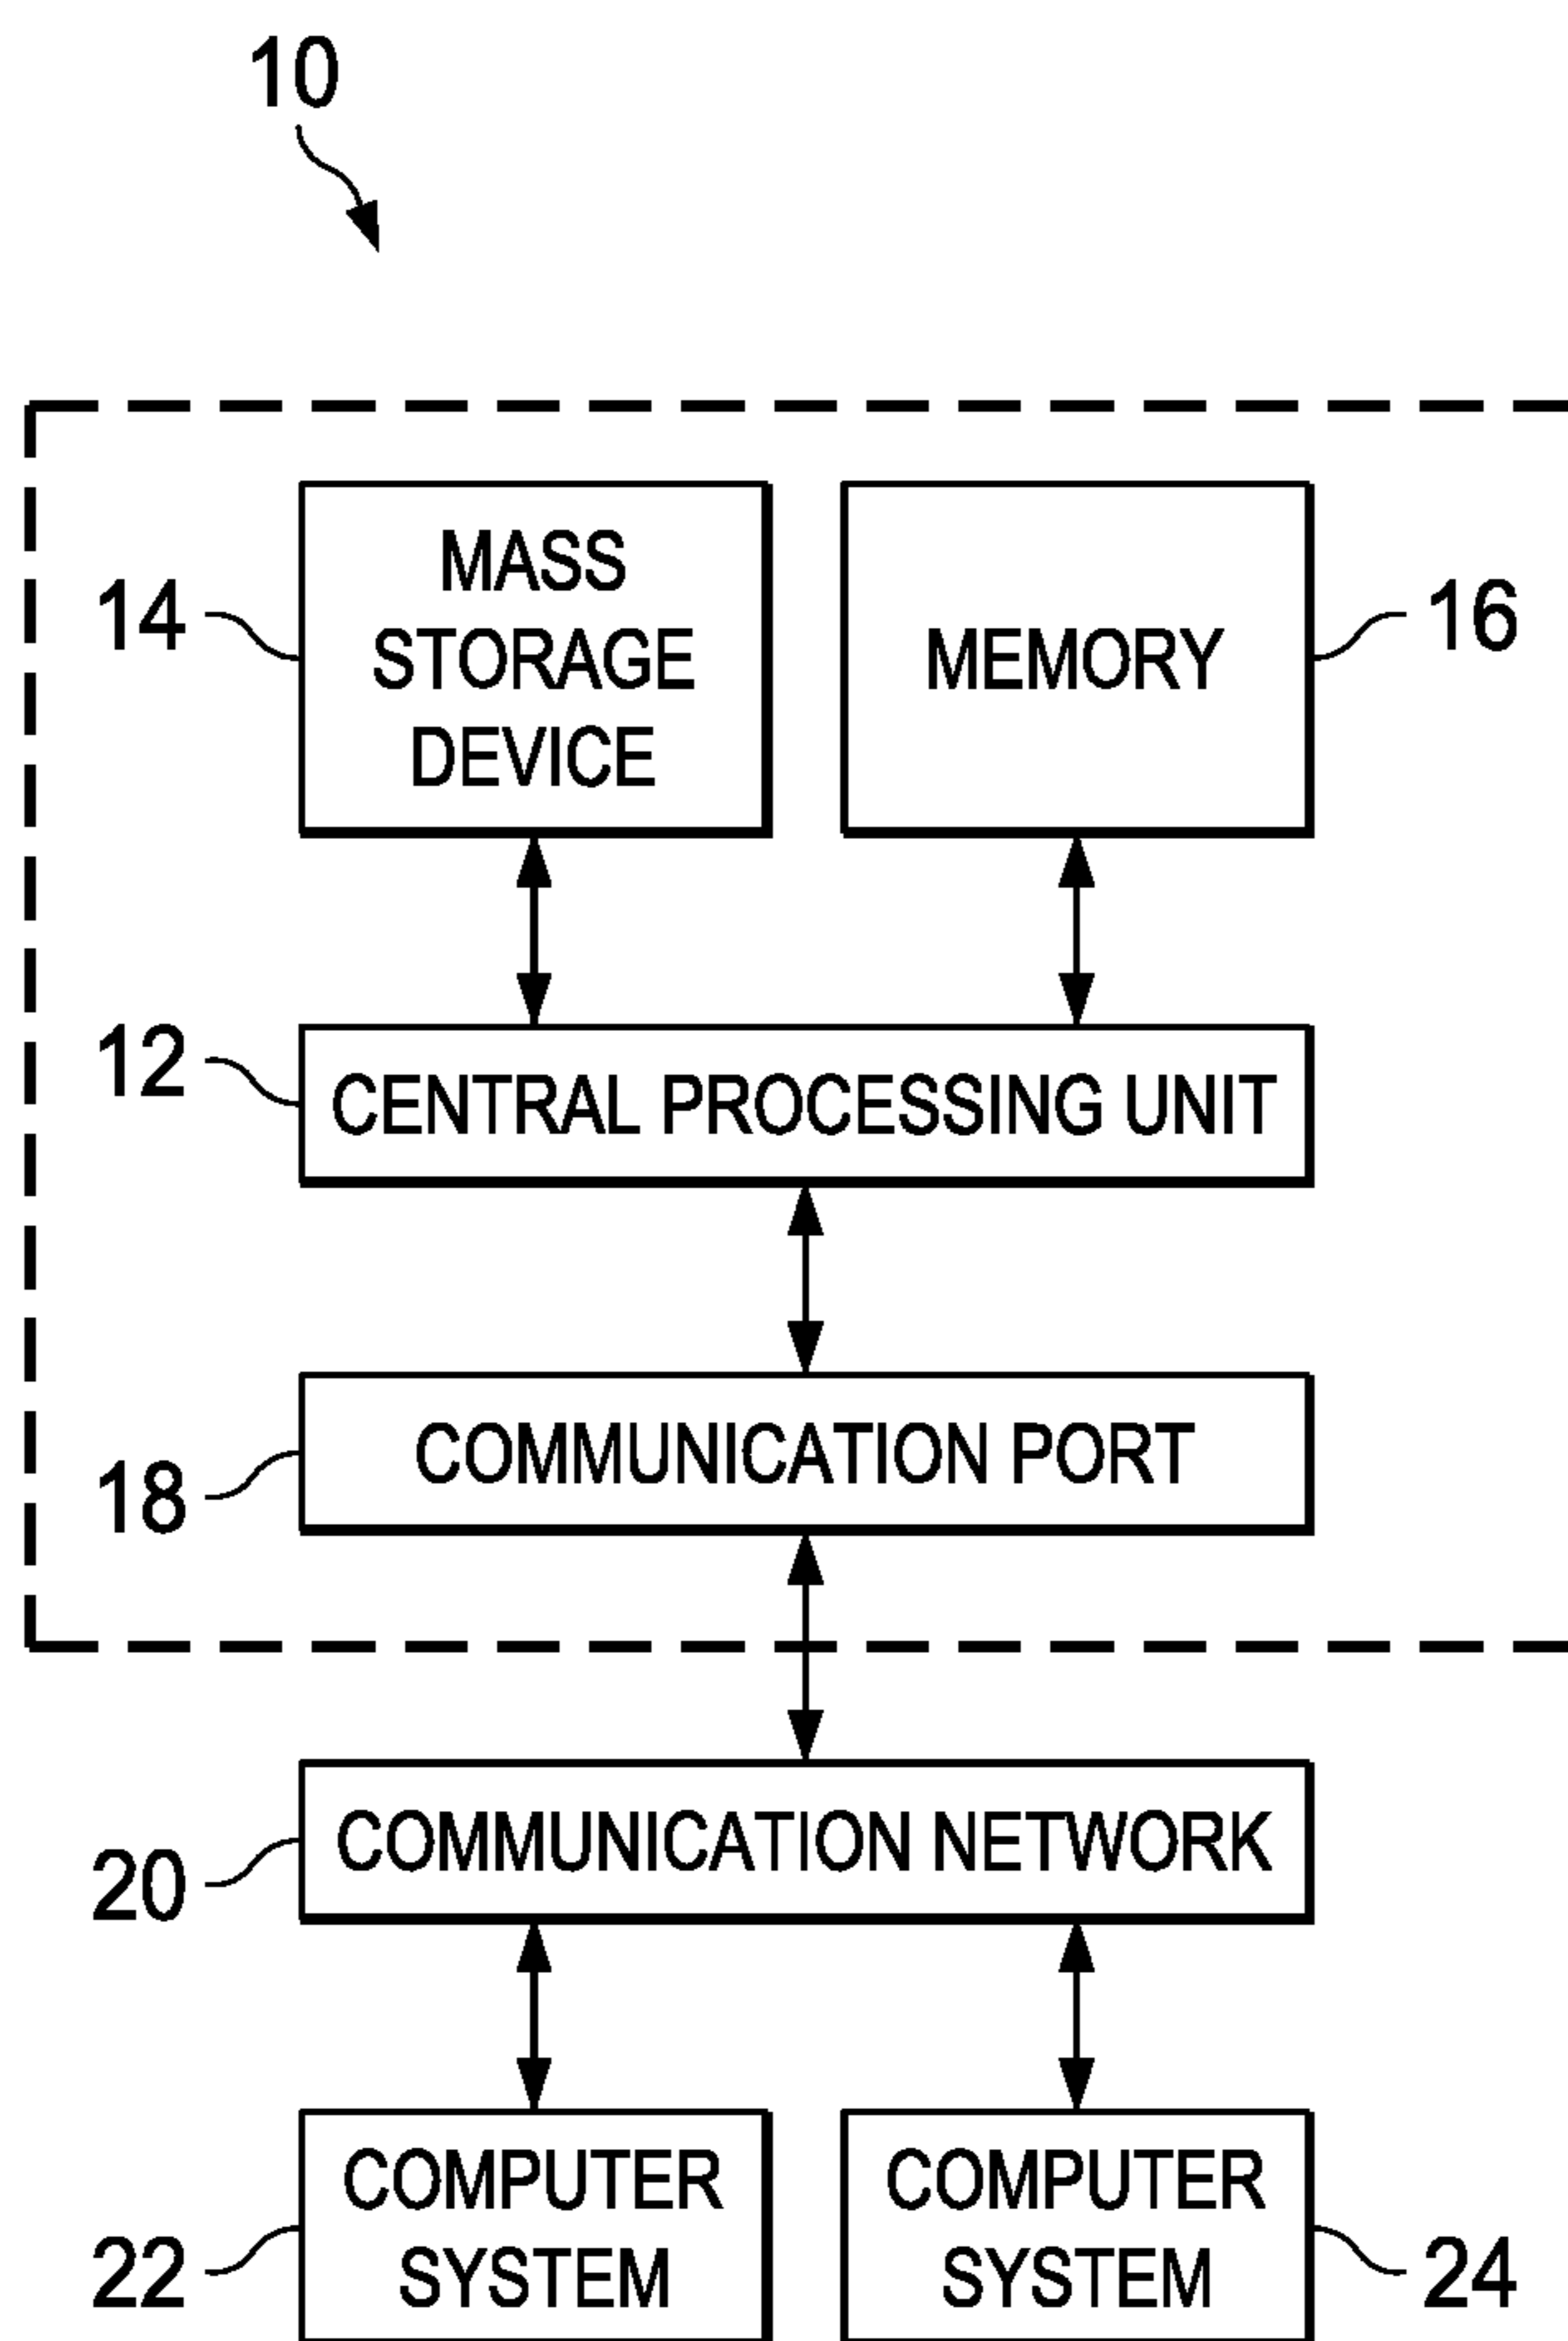 10
MASS
STORAGE
DEVICE
14
MEMORY
16
12
CENTRAL PROCESSING UNIT
COMMUNICATION PORT
18
COMMUNICATION NETWORK
20
COMPUTER
SYSTEM
22
COMPUTER
SYSTEM
24